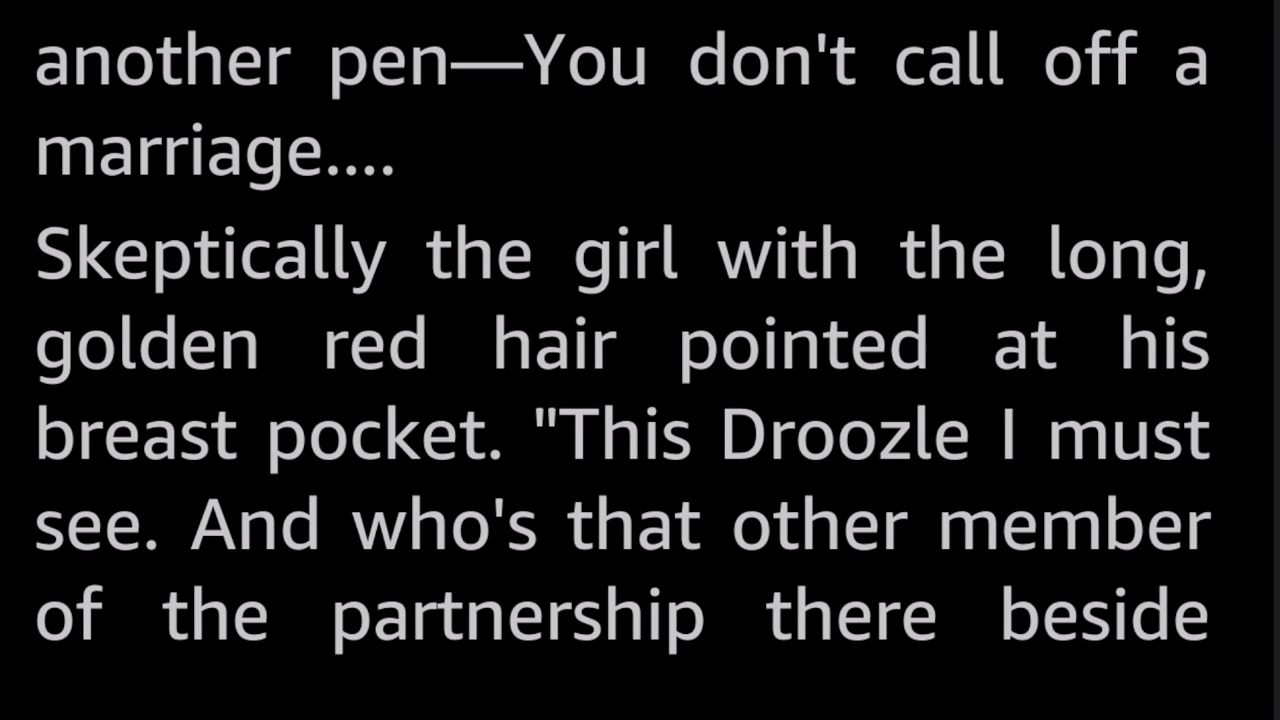 another pen—You don't call off a
marriage....
Skeptically the girl with the long,
golden red hair pointed at his
breast pocket. "This Droozle I must
see. And who's that other member
of the partnership there beside